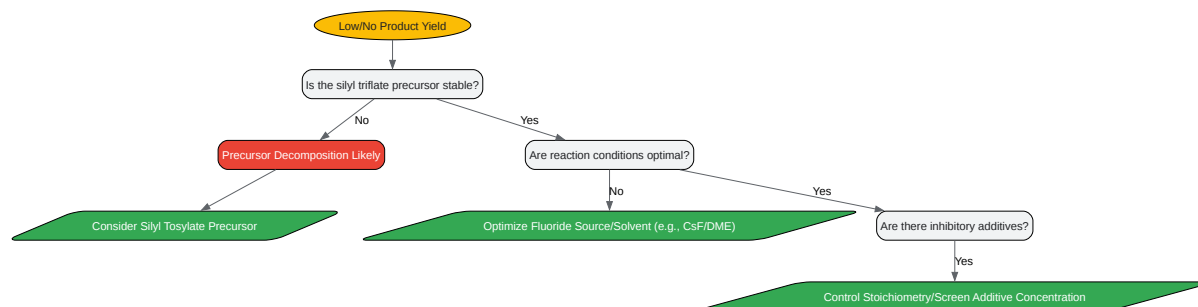 Low/No Product Yield
Is the silyl triflate precursor stable?
No
Yes
Precursor Decomposition Likely
Are reaction conditions optimal?
No
Yes
Consider Silyl Tosylate Precursor
Optimize Fluoride Source/Solvent (e.g., CsF/DME)
Are there inhibitory additives?
Yes
Control Stoichiometry/Screen Additive Concentration